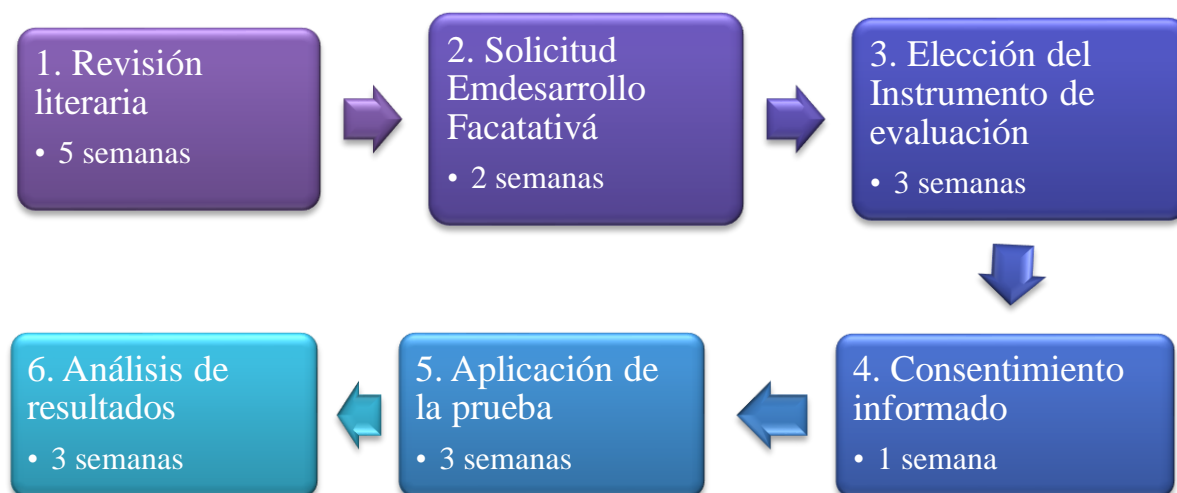 1. Revisión
literaria
• 5 semanas
2. Solicitud
Emdesarrollo
Facatativá
• 2 semanas
3. Elección del
Instrumento de
evaluación
• 3 semanas
4. Consentimiento
informado
• 1 semana
5. Aplicación de
la prueba
• 3 semanas
6. Análisis de
resultados
• 3 semanas